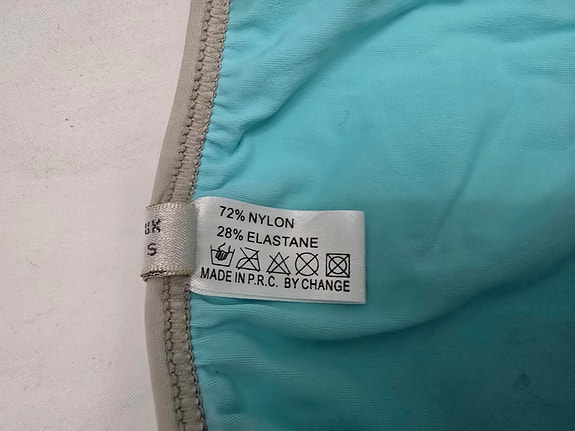 72% NYLON
28% ELASTANE
MADE IN P.R.C. BY CHANGE
S